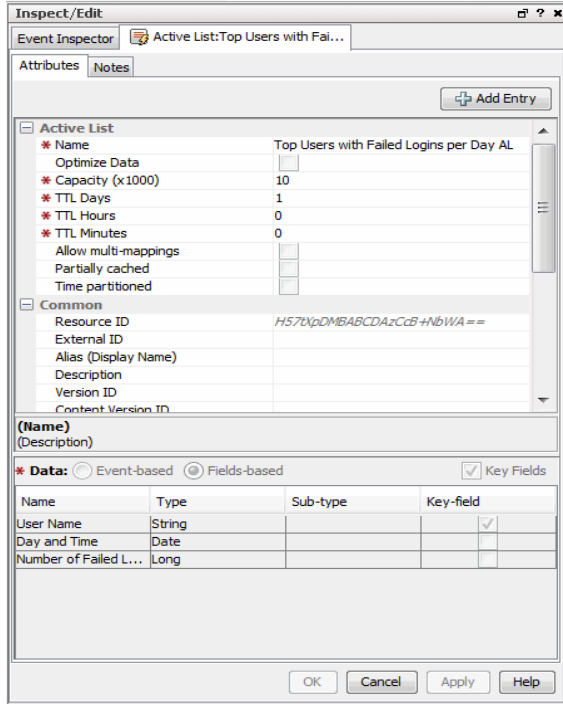 Inspect/Edit
Event Inspector Active List:Top Users with Fai...
Attributes Notes
Add Entry
Active List
* Name Top Users with Failed Logins per Day AL
Optimize Data
* Capacity (x1000) 10
* TTL Days 1
* TTL Hours 0
* TTL Minutes 0
Allow multi-mappings
Partially cached
Time partitioned
Common
Resource ID
External ID
Alias (Display Name)
Description
Version ID
Content Version ID
(Name)
(Description)
* Data: Event-based Fields-based Key Fields
Name Type Sub-type Key-field
User Name String
Day and Time Date
Number of Failed L... Long
OK Cancel Apply Help